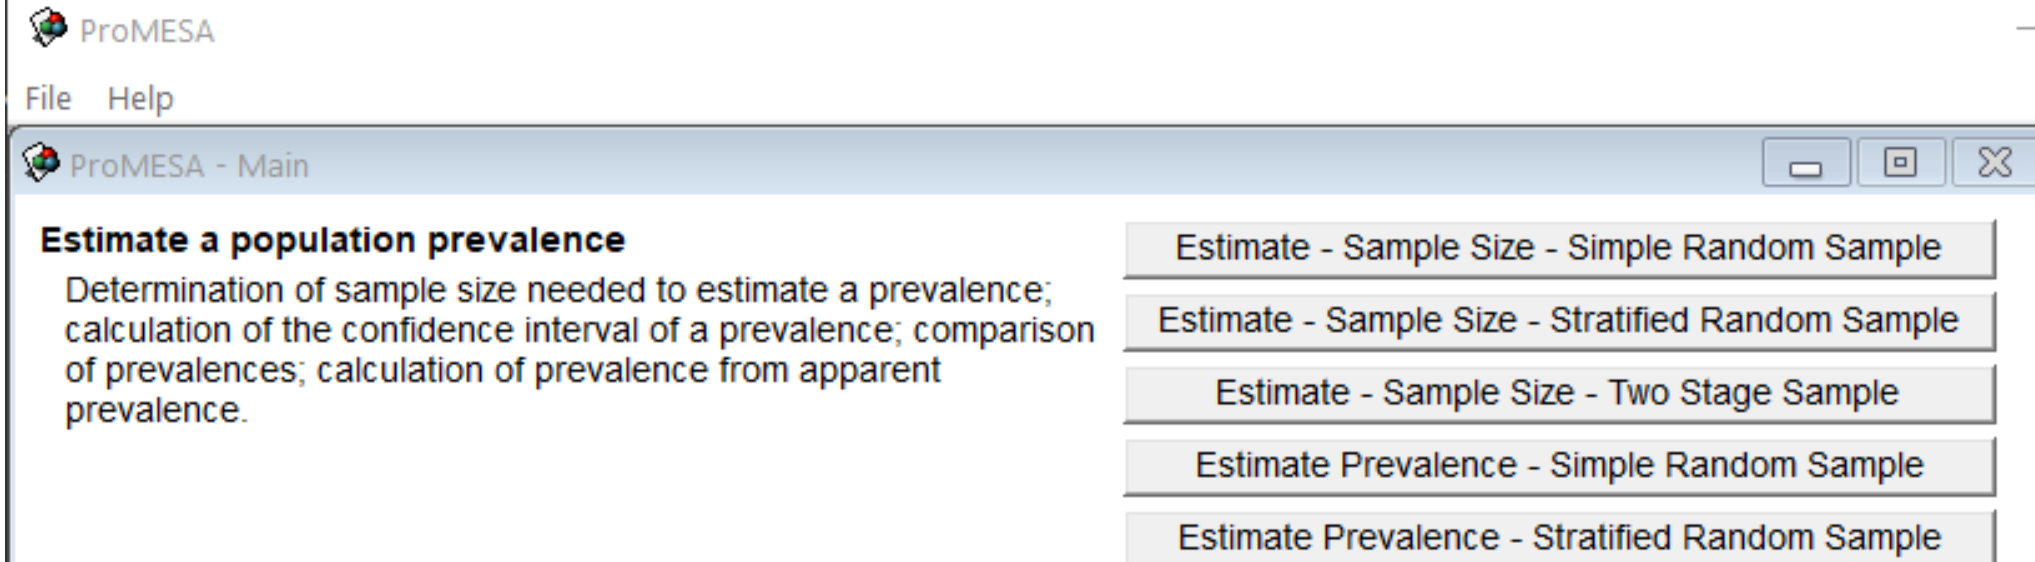 ProMESA
File Help
ProMESA - Main
Estimate a population prevalence
Determination of sample size needed to estimate a prevalence;
calculation of the confidence interval of a prevalence; comparison
of prevalences; calculation of prevalence from apparent
prevalence.
Estimate - Sample Size - Simple Random Sample
Estimate - Sample Size - Stratified Random Sample
Estimate - Sample Size - Two Stage Sample
Estimate Prevalence - Simple Random Sample
Estimate Prevalence - Stratified Random Sample